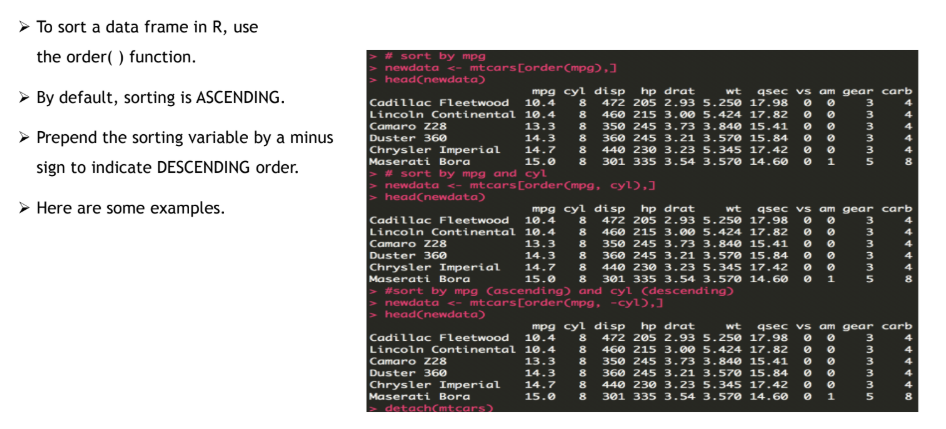 ➢ To sort a data frame in R, use
the order( ) function.
➢ By default, sorting is ASCENDING.
➢ Prepend the sorting variable by a minus
sign to indicate DESCENDING order.
➢ Here are some examples.
> # sort by mpg
> newdata <- mtcars[order(mpg),]
> head(newdata)
mpg cyl disp hp drat wt qsec vs am gear carb
Cadillac Fleetwood 10.4 8 472 205 2.93 5.250 17.98 0 0 3 4
Lincoln Continental 10.4 8 460 215 3.00 5.424 17.82 0 0 3 4
Camaro Z28 13.3 8 350 245 3.73 3.840 15.41 0 0 3 4
Duster 360 14.3 8 360 245 3.21 3.570 15.84 0 0 3 4
Chrysler Imperial 14.7 8 440 230 3.23 5.345 17.42 0 0 3 4
Maserati Bora 15.0 8 301 335 3.54 3.570 14.60 0 1 5 8
> # sort by mpg and cyl
> newdata <- mtcars[order(mpg, cyl),]
> head(newdata)
mpg cyl disp hp drat wt qsec vs am gear carb
Cadillac Fleetwood 10.4 8 472 205 2.93 5.250 17.98 0 0 3 4
Lincoln Continental 10.4 8 460 215 3.00 5.424 17.82 0 0 3 4
Camaro Z28 13.3 8 350 245 3.73 3.840 15.41 0 0 3 4
Duster 360 14.3 8 360 245 3.21 3.570 15.84 0 0 3 4
Chrysler Imperial 14.7 8 440 230 3.23 5.345 17.42 0 0 3 4
Maserati Bora 15.0 8 301 335 3.54 3.570 14.60 0 1 5 8
> #sort by mpg (ascending) and cyl (descending)
> newdata <- mtcars[order(mpg, -cyl),]
> head(newdata)
mpg cyl disp hp drat wt qsec vs am gear carb
Cadillac Fleetwood 10.4 8 472 205 2.93 5.250 17.98 0 0 3 4
Lincoln Continental 10.4 8 460 215 3.00 5.424 17.82 0 0 3 4
Camaro Z28 13.3 8 350 245 3.73 3.840 15.41 0 0 3 4
Duster 360 14.3 8 360 245 3.21 3.570 15.84 0 0 3 4
Chrysler Imperial 14.7 8 440 230 3.23 5.345 17.42 0 0 3 4
Maserati Bora 15.0 8 301 335 3.54 3.570 14.60 0 1 5 8
> detach(mtcars)